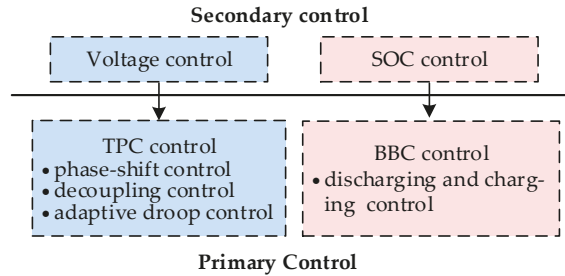 Secondary control
Voltage control
SOC control
TPC control
• phase-shift control
• decoupling control
• adaptive droop control
BBC control
• discharging and charg-
ing control
Primary Control